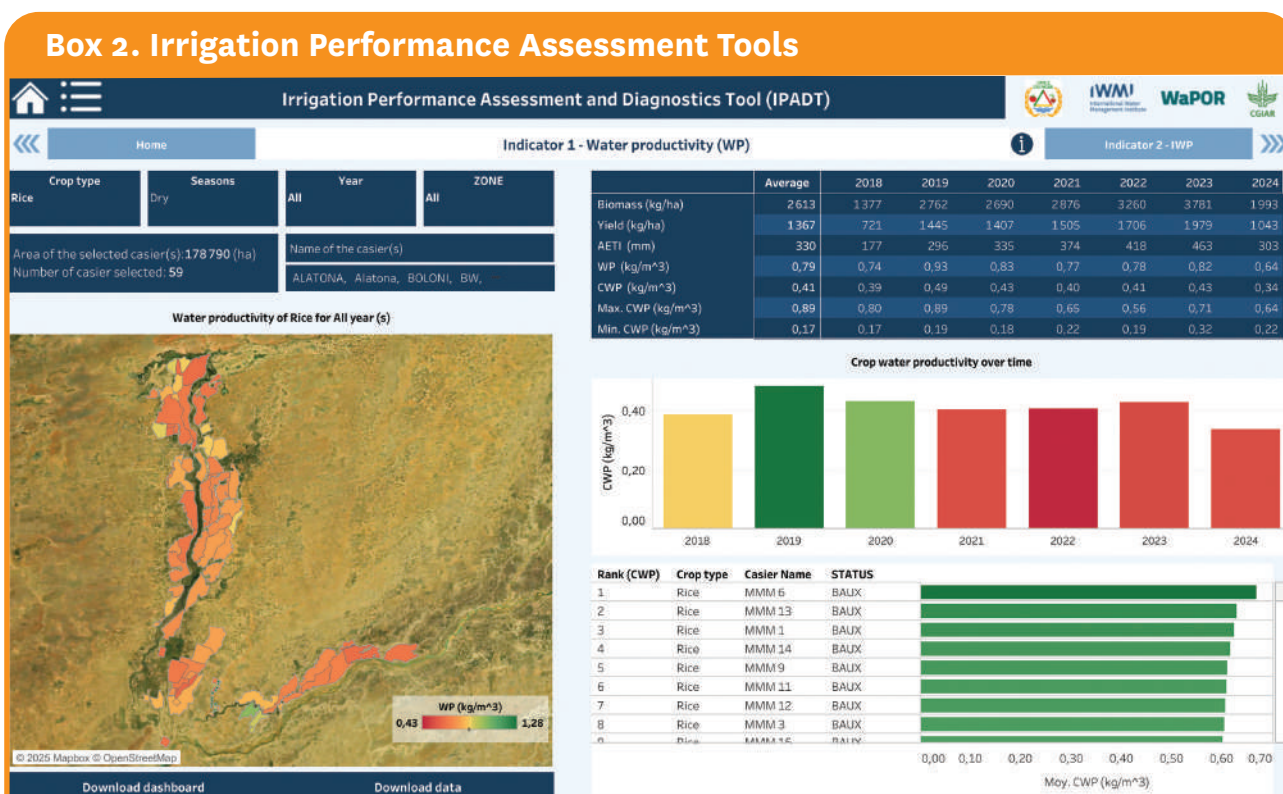 Box 2. Irrigation Performance Assessment Tools
Irrigation Performance Assessment and Diagnostics Tool (IPADT)
IWMI
International Water
Management Institute
WaPOR
CGIAR
Home
Indicator 1 - Water productivity (WP)
i
Indicator 2 - IWP
Crop type
Rice
Seasons
Dry
Year
All
ZONE
All
Area of the selected casier(s):178 790 (ha)
Number of casier selected: 59
Name of the casier(s)
ALATONA, Alatona, BOLONI, BW,
Average 2018 2019 2020 2021 2022 2023 2024
Biomass (kg/ha) 2613 1377 2762 2690 2876 3260 3781 1993
Yield (kg/ha) 1367 721 1445 1407 1505 1706 1979 1043
AETI (mm) 330 177 296 335 374 418 463 303
WP (kg/m^3) 0,79 0,74 0,93 0,83 0,77 0,78 0,82 0,64
CWP (kg/m^3) 0,41 0,39 0,49 0,43 0,40 0,41 0,43 0,34
Max. CWP (kg/m^3) 0,89 0,80 0,89 0,78 0,65 0,56 0,71 0,64
Min. CWP (kg/m^3) 0,17 0,17 0,19 0,18 0,22 0,19 0,32 0,22
Water productivity of Rice for All year (s)
WP (kg/m^3)
0,43 1,28
© 2025 Mapbox © OpenStreetMap
Download dashboard
Download data
Crop water productivity over time
CWP (kg/m^3)
0,40
0,20
0,00
2018 2019 2020 2021 2022 2023 2024
Rank (CWP) Crop type Casier Name STATUS
1 Rice MMM 6 BAUX
2 Rice MMM 13 BAUX
3 Rice MMM 1 BAUX
4 Rice MMM 14 BAUX
5 Rice MMM 9 BAUX
6 Rice MMM 11 BAUX
7 Rice MMM 12 BAUX
8 Rice MMM 3 BAUX
9 Rice MMM 15 BAUX
0,00 0,10 0,20 0,30 0,40 0,50 0,60 0,70
Moy. CWP (kg/m^3)